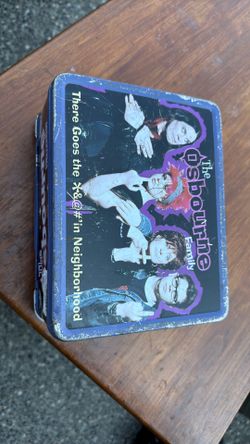 The
Osbourne
Family
There Goes the %&@#'in Neighborhood